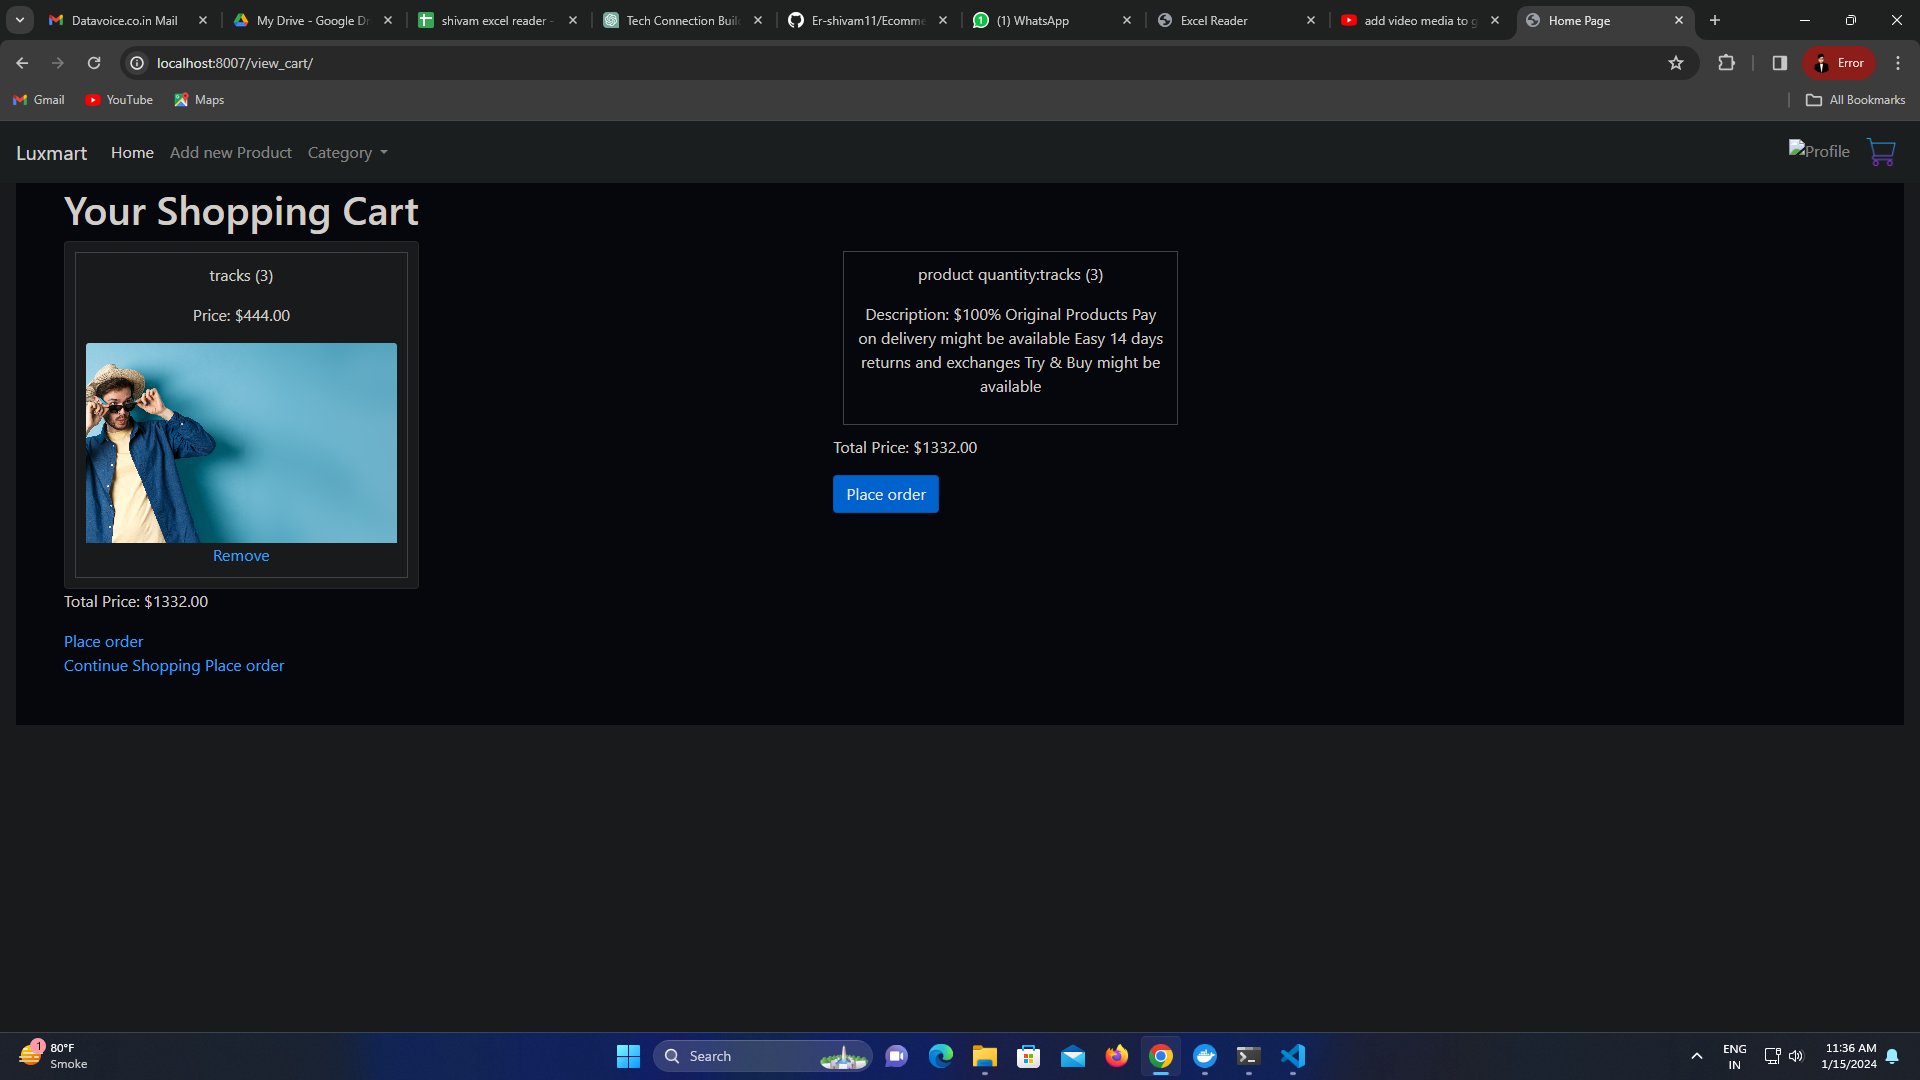 Datavoice.co.in Mail
My Drive - Google Dr
shivam excel reader -
Tech Connection Buil
Er-shivam11/Ecomme
(1) WhatsApp
Excel Reader
add video media to g
Home Page
localhost:8007/view_cart/
Error
Gmail
YouTube
Maps
All Bookmarks
Luxmart
Home
Add new Product
Category
Profile
Your Shopping Cart
tracks (3)
Price: $444.00
Remove
Total Price: $1332.00
Place order
Continue Shopping Place order
product quantity:tracks (3)
Description: $100% Original Products Pay
on delivery might be available Easy 14 days
returns and exchanges Try & Buy might be
available
Total Price: $1332.00
Place order
1
80°F
Smoke
Search
ENG
IN
11:36 AM
1/15/2024